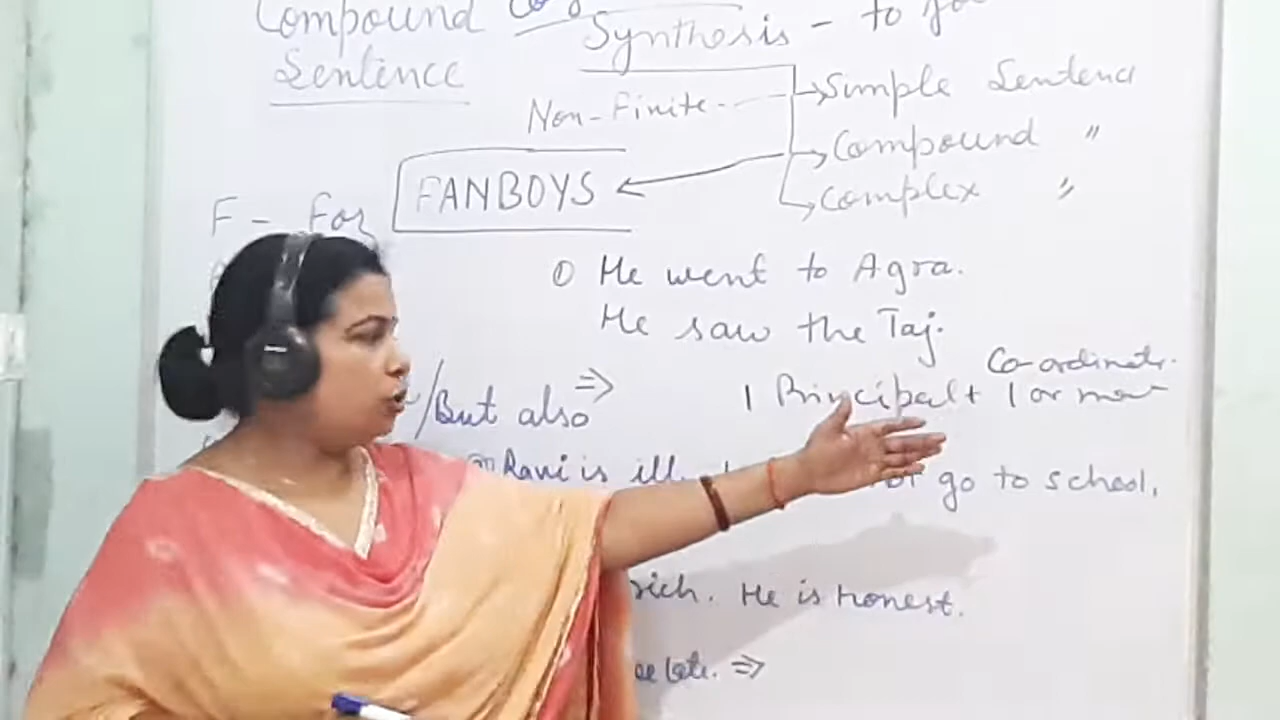 Compound
Sentence
Synthesis - to
Non-Finite
Simple Sentence
Compound "
Complex "
FANBOYS
F - For
① He went to Agra.
He saw the Taj.
Co-ordinate
1 Principal + 1 or more
/But also ⇒
Ravi is ill. go to school.
rich. He is honest.
late. ⇒